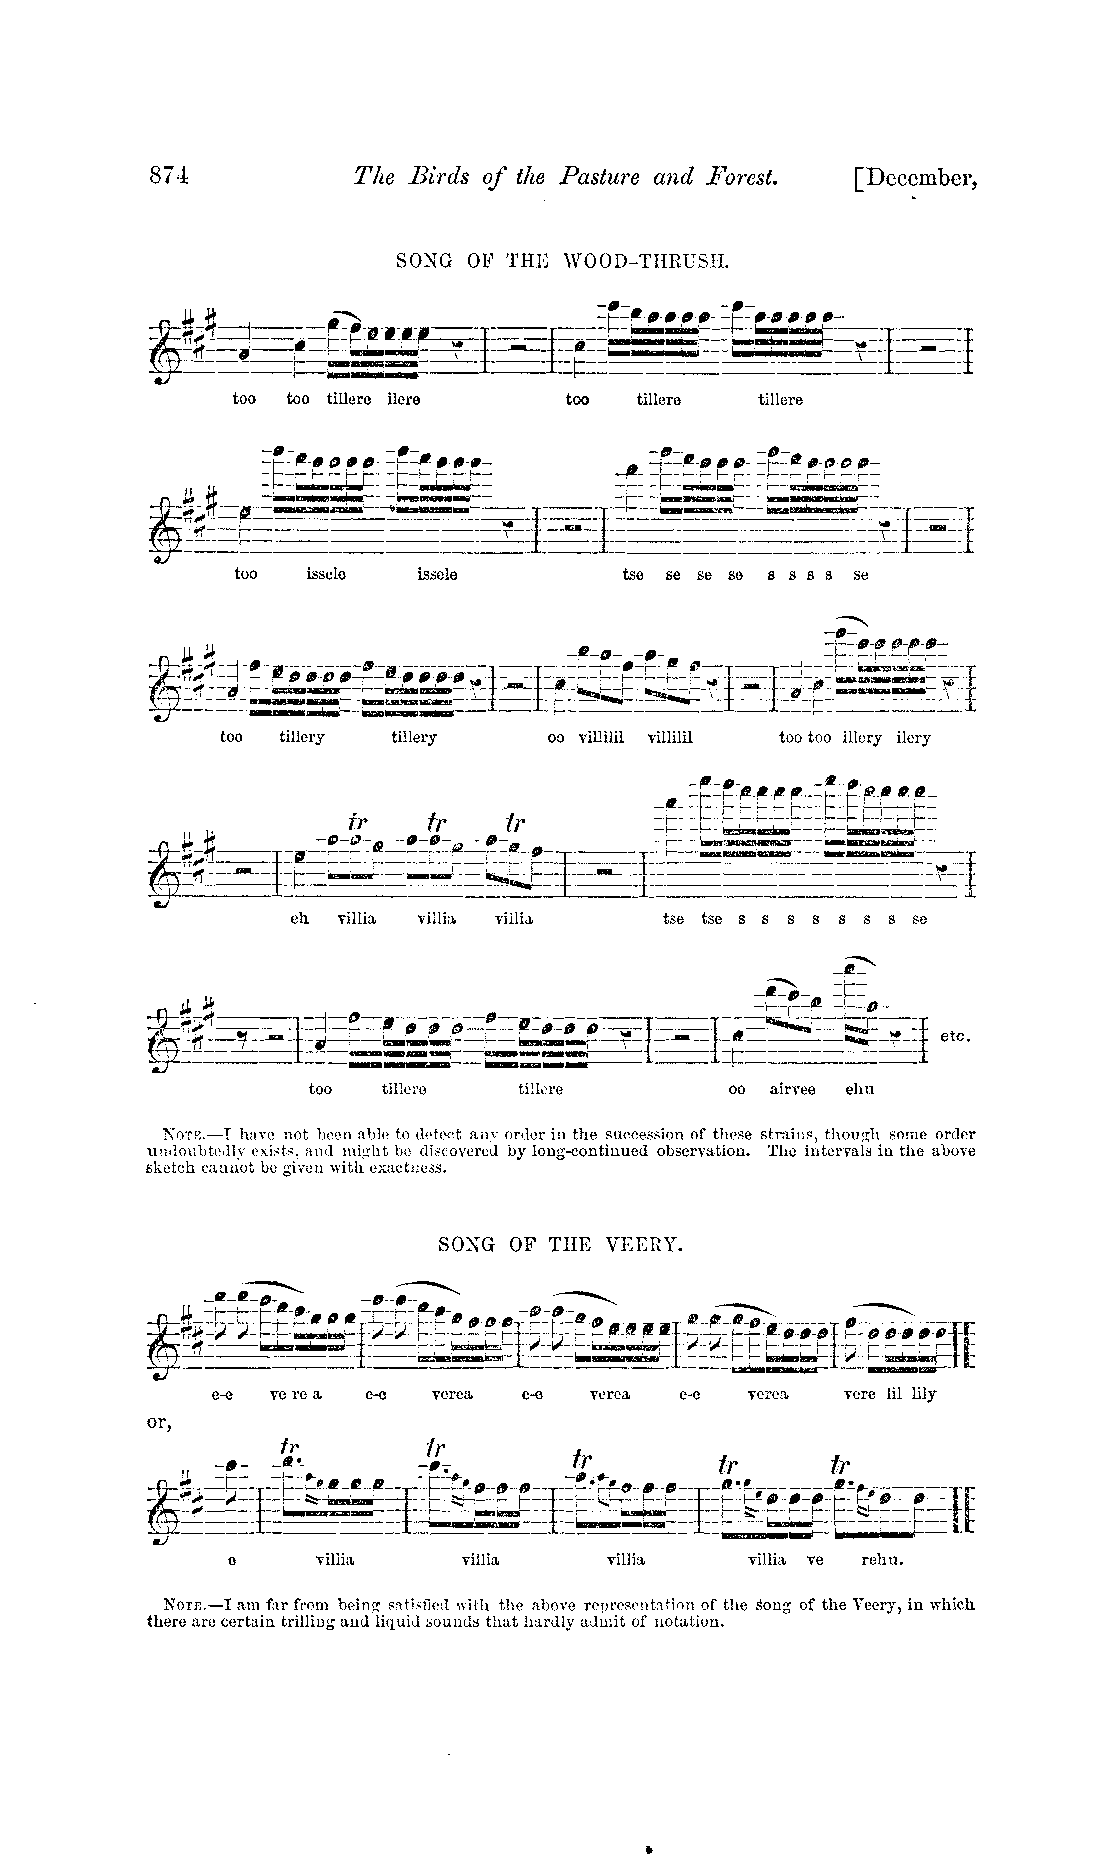 874 The Birds of the Pasture and Forest. [December,
SONG OF THE WOOD-THRUSH.
too too tillere ilere too tillere tillere
too issele issele tse se se se s s s s se
too tillery tillery oo villilil villilil too too illery ilery
tr tr tr
eh villia villia villia tse tse s s s s s s s se
etc.
too tillere tillere oo airvee ehu
NOTE.—I have not been able to detect any order in the succession of these strains, though some order
undoubtedly exists, and might be discovered by long-continued observation. The intervals in the above
sketch cannot be given with exactness.
SONG OF THE VEERY.
e-e ve re a e-e verea e-e verea e-e verea vere lil lily
or,
tr tr tr tr tr
e villia villia villia villia ve rehu.
NOTE.—I am far from being satisfied with the above representation of the Song of the Veery, in which
there are certain trilling and liquid sounds that hardly admit of notation.